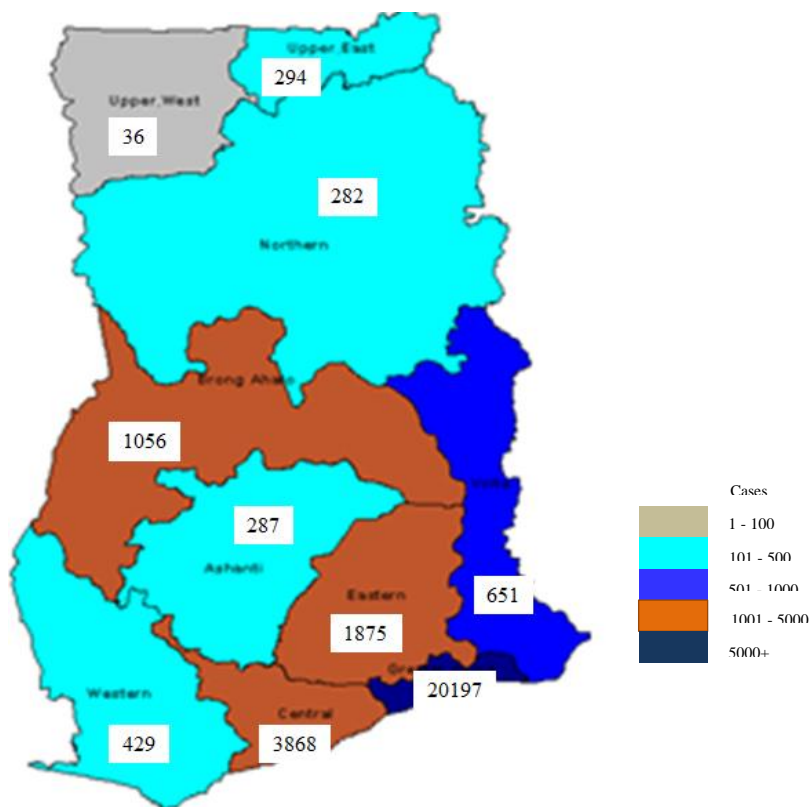 Upper,East
294
Upper,West
36
282
Northern
Brong Ahafo
1056
287
Ashanti
Eastern
1875
651
20197
Western
Central
429
3868
Cases
1 - 100
101 - 500
501 - 1000
1001 - 5000
5000+